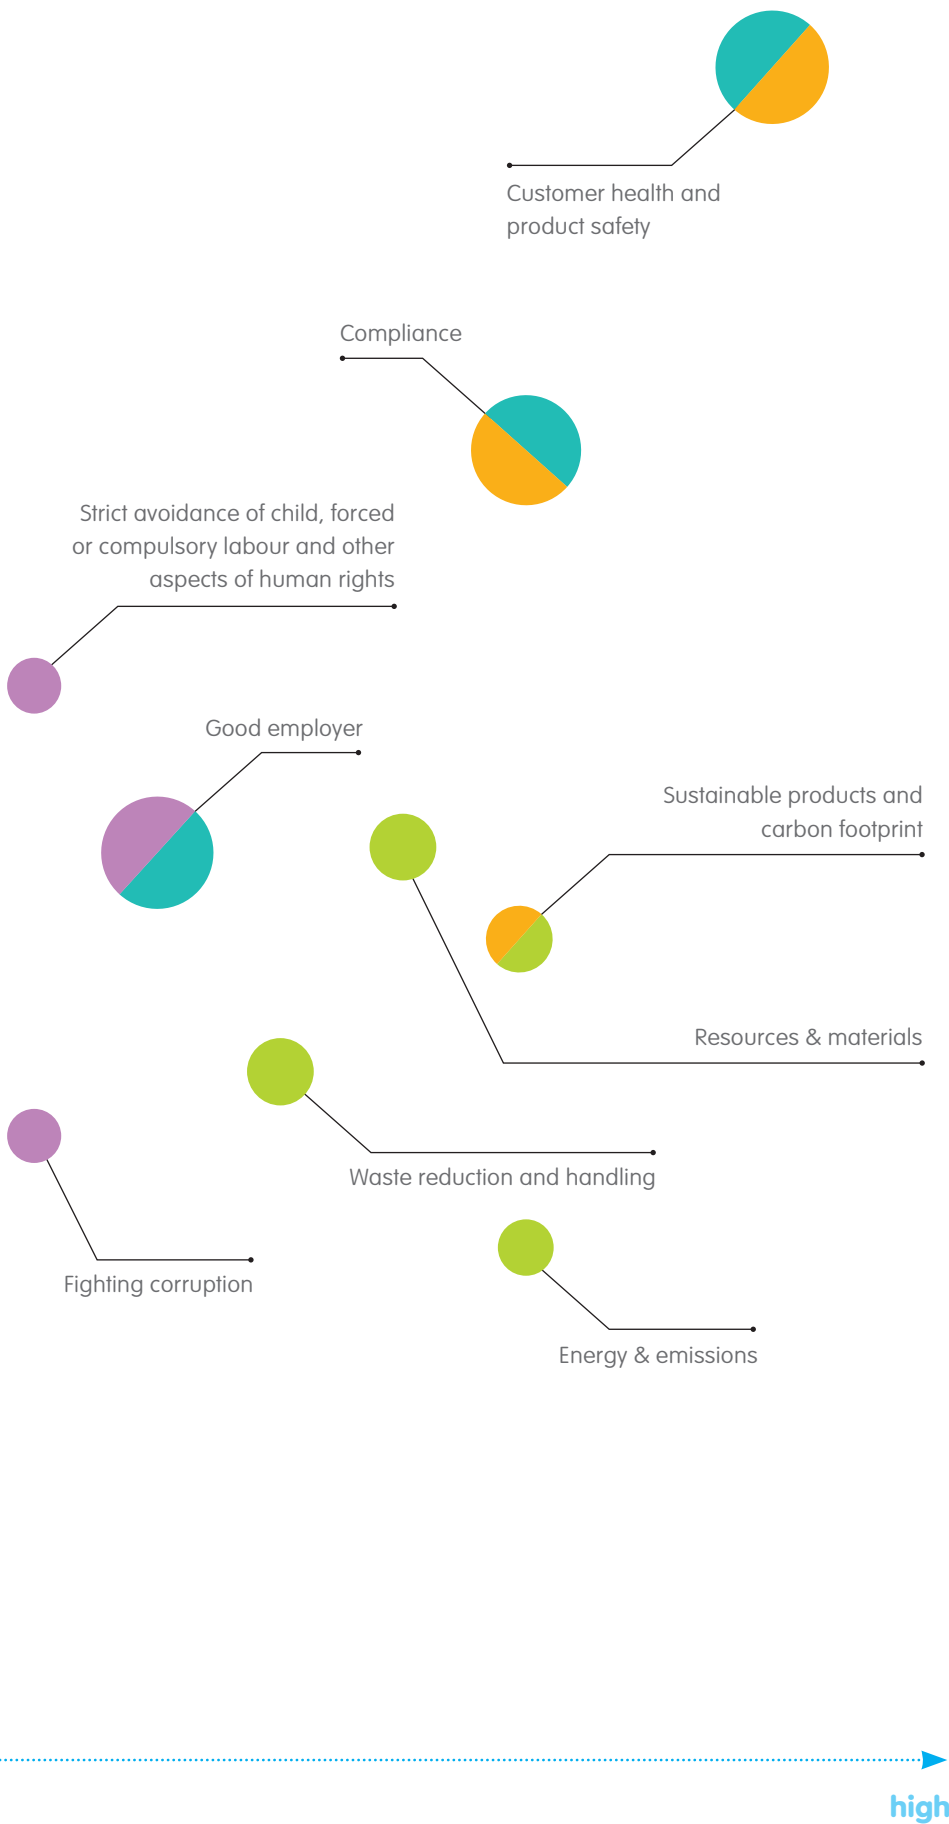 Customer health and
product safety
Compliance
Strict avoidance of child, forced
or compulsory labour and other
aspects of human rights
Good employer
Sustainable products and
carbon footprint
Resources & materials
Waste reduction and handling
Fighting corruption
Energy & emissions
high